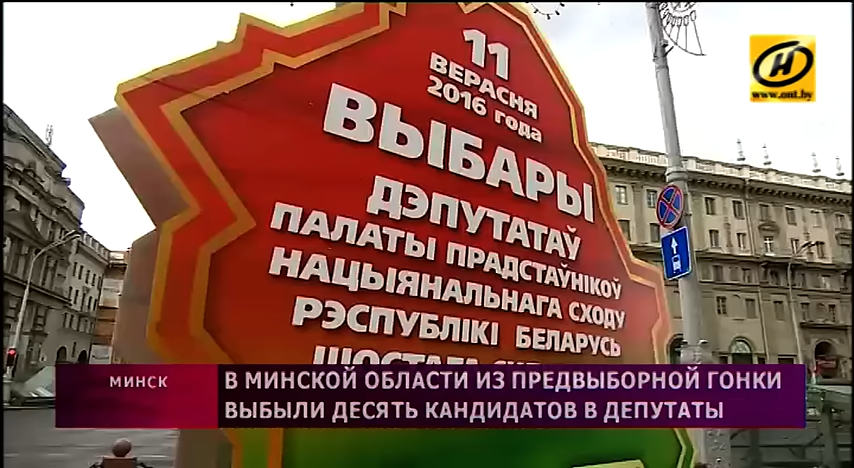 11
ВЕРАСНЯ
2016 года
ВЫБАРЫ
ДЭПУТАТАЎ
ПАЛАТЫ ПРАДСТАЎНІКОЎ
НАЦЫЯНАЛЬНАГА СХОДУ
РЭСПУБЛІКІ БЕЛАРУСЬ
www.ont.by
МИНСК
В МИНСКОЙ ОБЛАСТИ ИЗ ПРЕДВЫБОРНОЙ ГОНКИ
ВЫБЫЛИ ДЕСЯТЬ КАНДИДАТОВ В ДЕПУТАТЫ